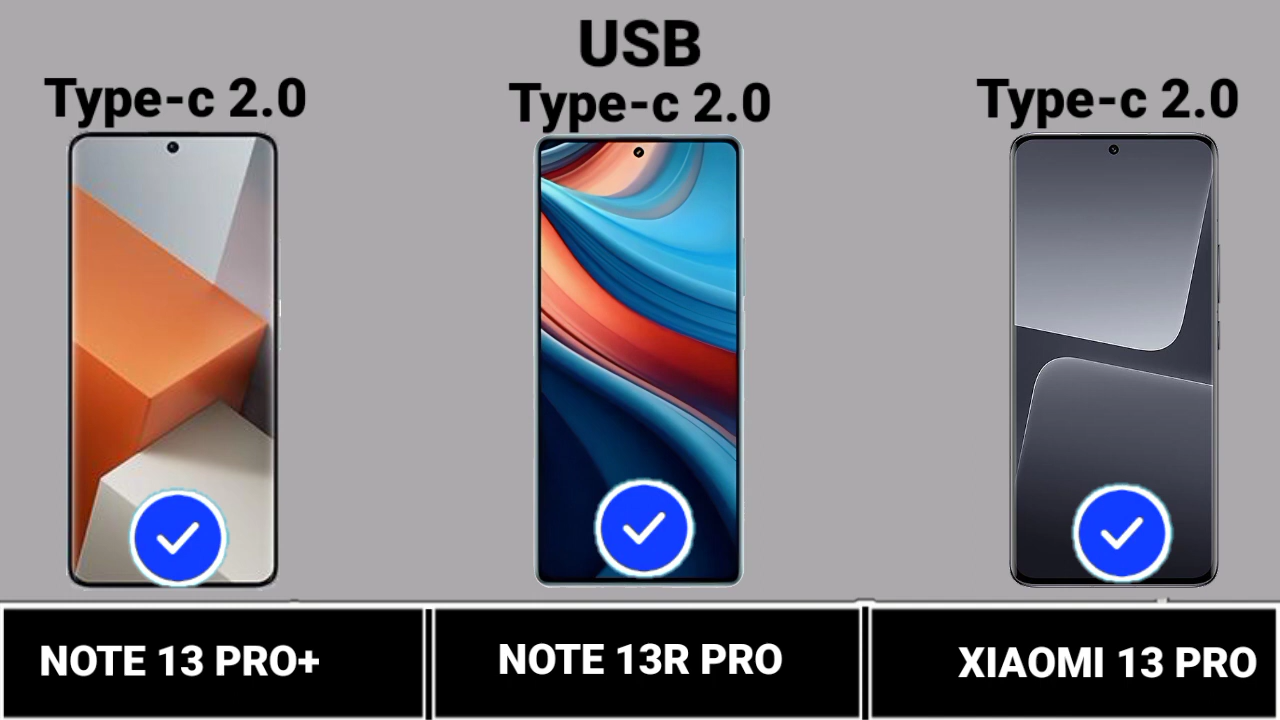 USB
Type-c 2.0
Type-c 2.0
Type-c 2.0
NOTE 13 PRO+
NOTE 13R PRO
XIAOMI 13 PRO